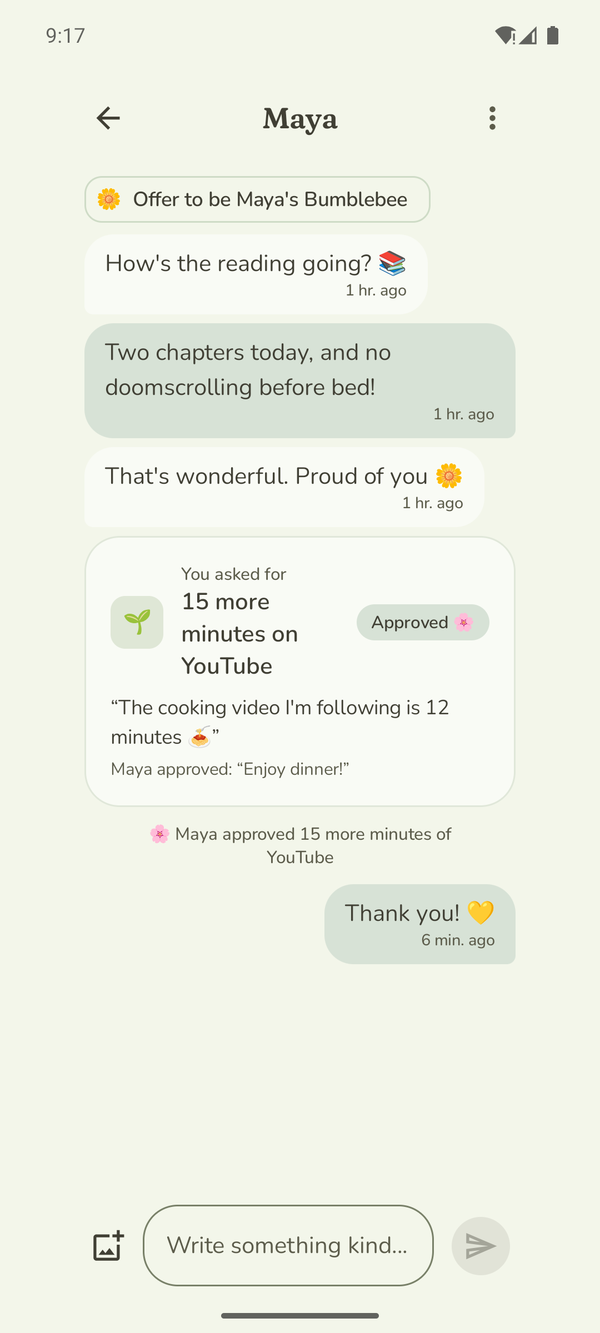 9:17
Maya
🌼 Offer to be Maya's Bumblebee
How's the reading going? 📚
1 hr. ago
Two chapters today, and no
doomscrolling before bed!
1 hr. ago
That's wonderful. Proud of you 🌼
1 hr. ago
You asked for
15 more
minutes on
YouTube
Approved 🌸
“The cooking video I'm following is 12
minutes 🍝”
Maya approved: “Enjoy dinner!”
🌸 Maya approved 15 more minutes of
YouTube
Thank you! 💛
6 min. ago
Write something kind...